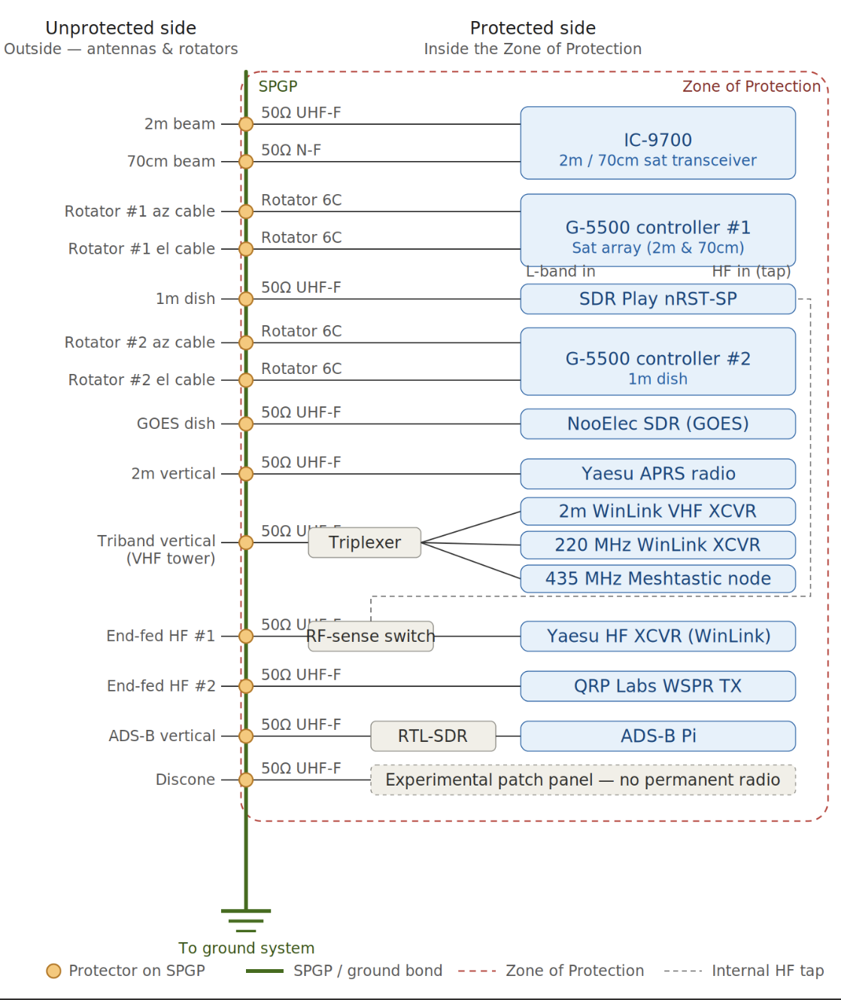 Unprotected side
Outside — antennas & rotators
Protected side
Inside the Zone of Protection
SPGP
Zone of Protection
2m beam
50Ω UHF-F
IC-9700
2m / 70cm sat transceiver
70cm beam
50Ω N-F
Rotator #1 az cable
Rotator 6C
G-5500 controller #1
Sat array (2m & 70cm)
Rotator #1 el cable
Rotator 6C
L-band in
HF in (tap)
1m dish
50Ω UHF-F
SDR Play nRST-SP
Rotator #2 az cable
Rotator 6C
G-5500 controller #2
1m dish
Rotator #2 el cable
Rotator 6C
GOES dish
50Ω UHF-F
NooElec SDR (GOES)
2m vertical
50Ω UHF-F
Yaesu APRS radio
Triband vertical
(VHF tower)
50Ω UHF-F
Triplexer
2m WinLink VHF XCVR
220 MHz WinLink XCVR
435 MHz Meshtastic node
End-fed HF #1
50Ω UHF-F
RF-sense switch
Yaesu HF XCVR (WinLink)
End-fed HF #2
50Ω UHF-F
QRP Labs WSPR TX
ADS-B vertical
50Ω UHF-F
RTL-SDR
ADS-B Pi
Discone
50Ω UHF-F
Experimental patch panel — no permanent radio
To ground system
Protector on SPGP
SPGP / ground bond
Zone of Protection
Internal HF tap